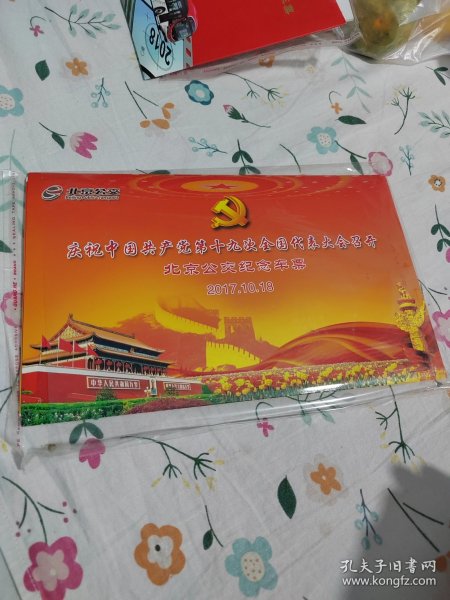 2018
北京公交
庆祝中国共产党第十九次全国代表大会召开
北京公交纪念车票
2017.10.18
中华人民共和国万岁
孔夫子旧书网
www.kongfz.com